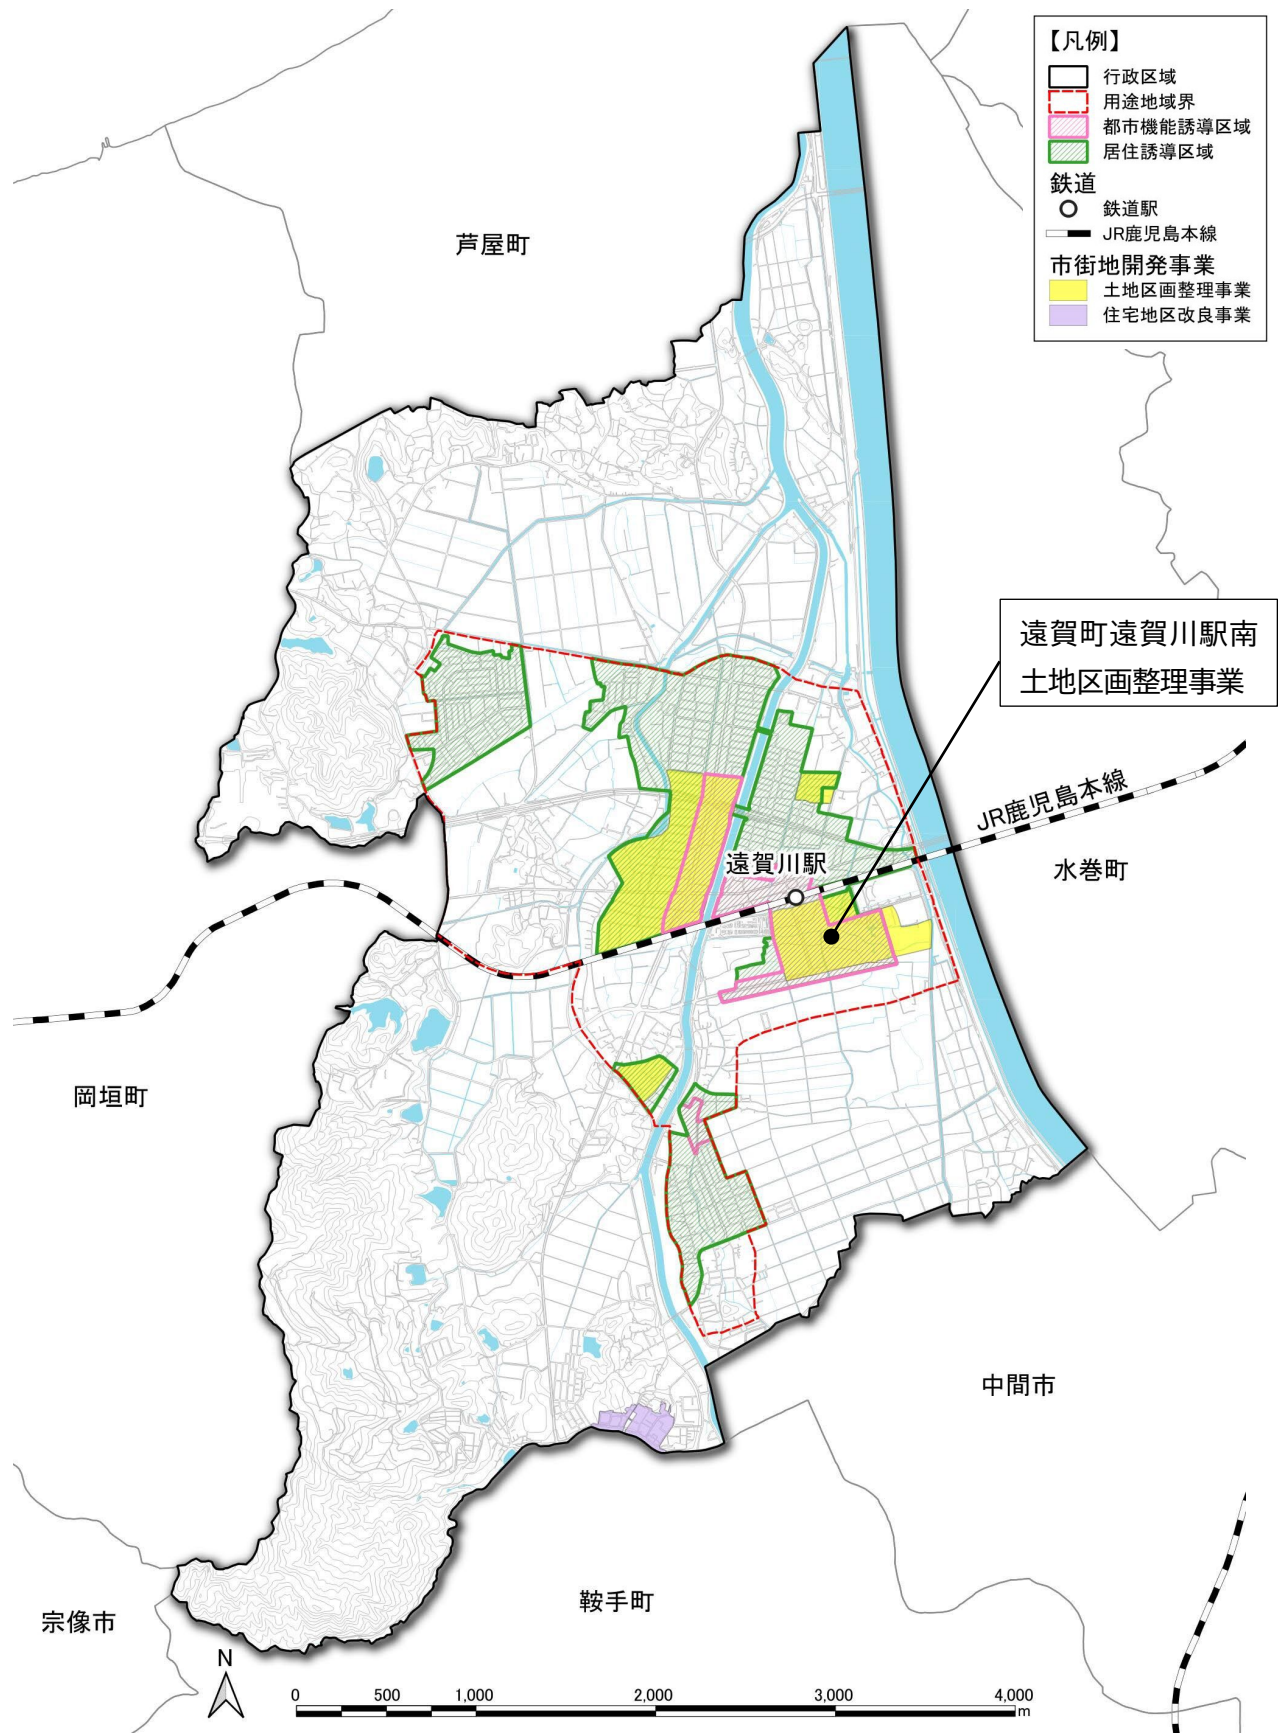 【凡例】
行政区域
用途地域界
都市機能誘導区域
居住誘導区域
鉄道
鉄道駅
JR鹿児島本線
市街地開発事業
土地区画整理事業
住宅地区改良事業
芦屋町
遠賀町遠賀川駅南
土地区画整理事業
JR鹿児島本線
遠賀川駅
水巻町
岡垣町
中間市
鞍手町
宗像市
N
0 500 1,000 2,000 3,000 4,000
m